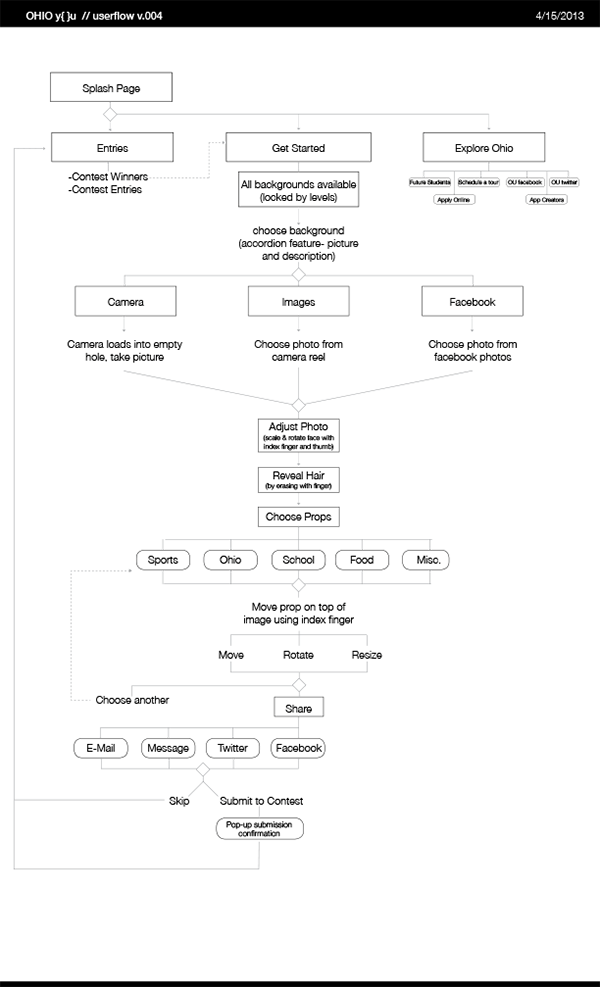 OHIO y{ }u // userflow v.004
4/15/2013
Splash Page
Entries
Get Started
Explore Ohio
-Contest Winners
-Contest Entries
All backgrounds available
(locked by levels)
Future Students
Schedule a tour
OU facebook
OU twitter
Apply Online
App Creators
choose background
(accordion feature- picture
and description)
Camera
Images
Facebook
Camera loads into empty
hole, take picture
Choose photo from
camera reel
Choose photo from
facebook photos
Adjust Photo
(scale & rotate face with
index finger and thumb)
Reveal Hair
(by erasing with finger)
Choose Props
Sports
Ohio
School
Food
Misc.
Move prop on top of
image using index finger
Move
Rotate
Resize
Choose another
Share
E-Mail
Message
Twitter
Facebook
Skip
Submit to Contest
Pop-up submission
confirmation